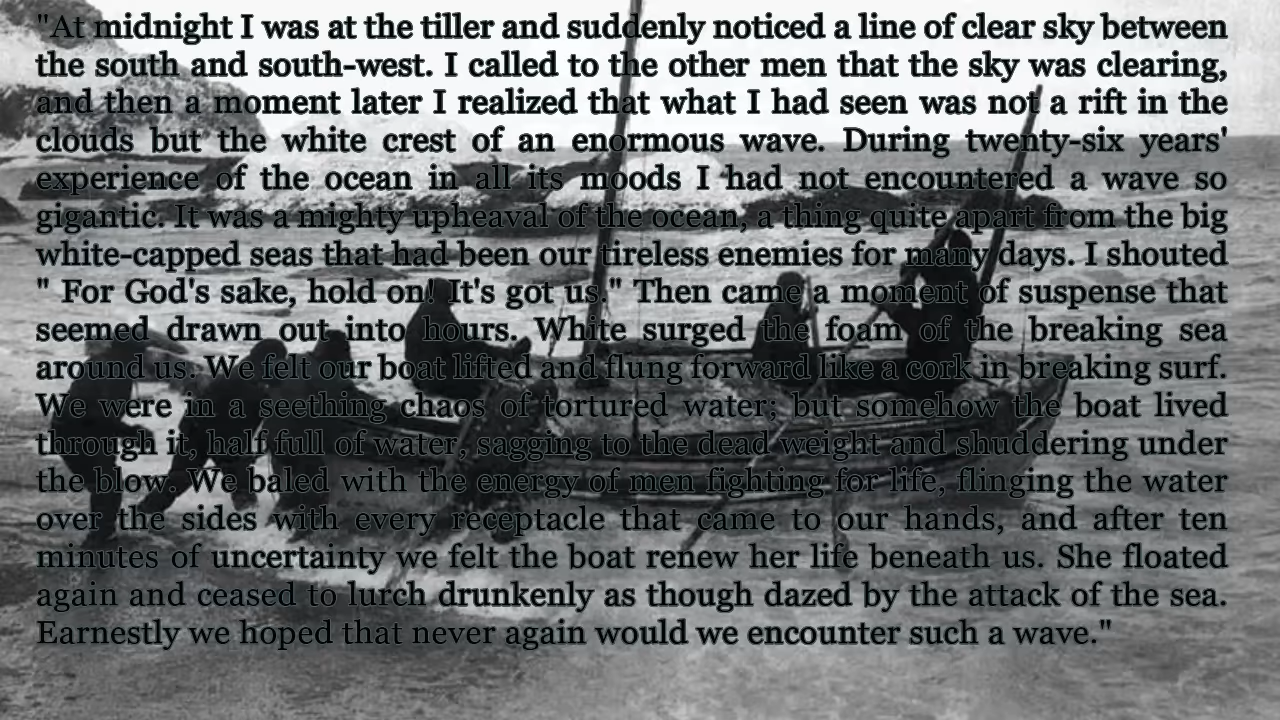 "At midnight I was at the tiller and suddenly noticed a line of clear sky between
the south and south-west. I called to the other men that the sky was clearing,
and then a moment later I realized that what I had seen was not a rift in the
clouds but the white crest of an enormous wave. During twenty-six years'
experience of the ocean in all its moods I had not encountered a wave so
gigantic. It was a mighty upheaval of the ocean, a thing quite apart from the big
white-capped seas that had been our tireless enemies for many days. I shouted
" For God's sake, hold on! It's got us." Then came a moment of suspense that
seemed drawn out into hours. White surged the foam of the breaking sea
around us. We felt our boat lifted and flung forward like a cork in breaking surf.
We were in a seething chaos of tortured water; but somehow the boat lived
through it, half full of water, sagging to the dead weight and shuddering under
the blow. We baled with the energy of men fighting for life, flinging the water
over the sides with every receptacle that came to our hands, and after ten
minutes of uncertainty we felt the boat renew her life beneath us. She floated
again and ceased to lurch drunkenly as though dazed by the attack of the sea.
Earnestly we hoped that never again would we encounter such a wave."